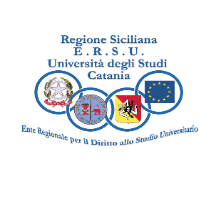 Regione Siciliana
E.R.S.U.
Università degli Studi
Catania
Ente Regionale per il Diritto allo Studio Universitario